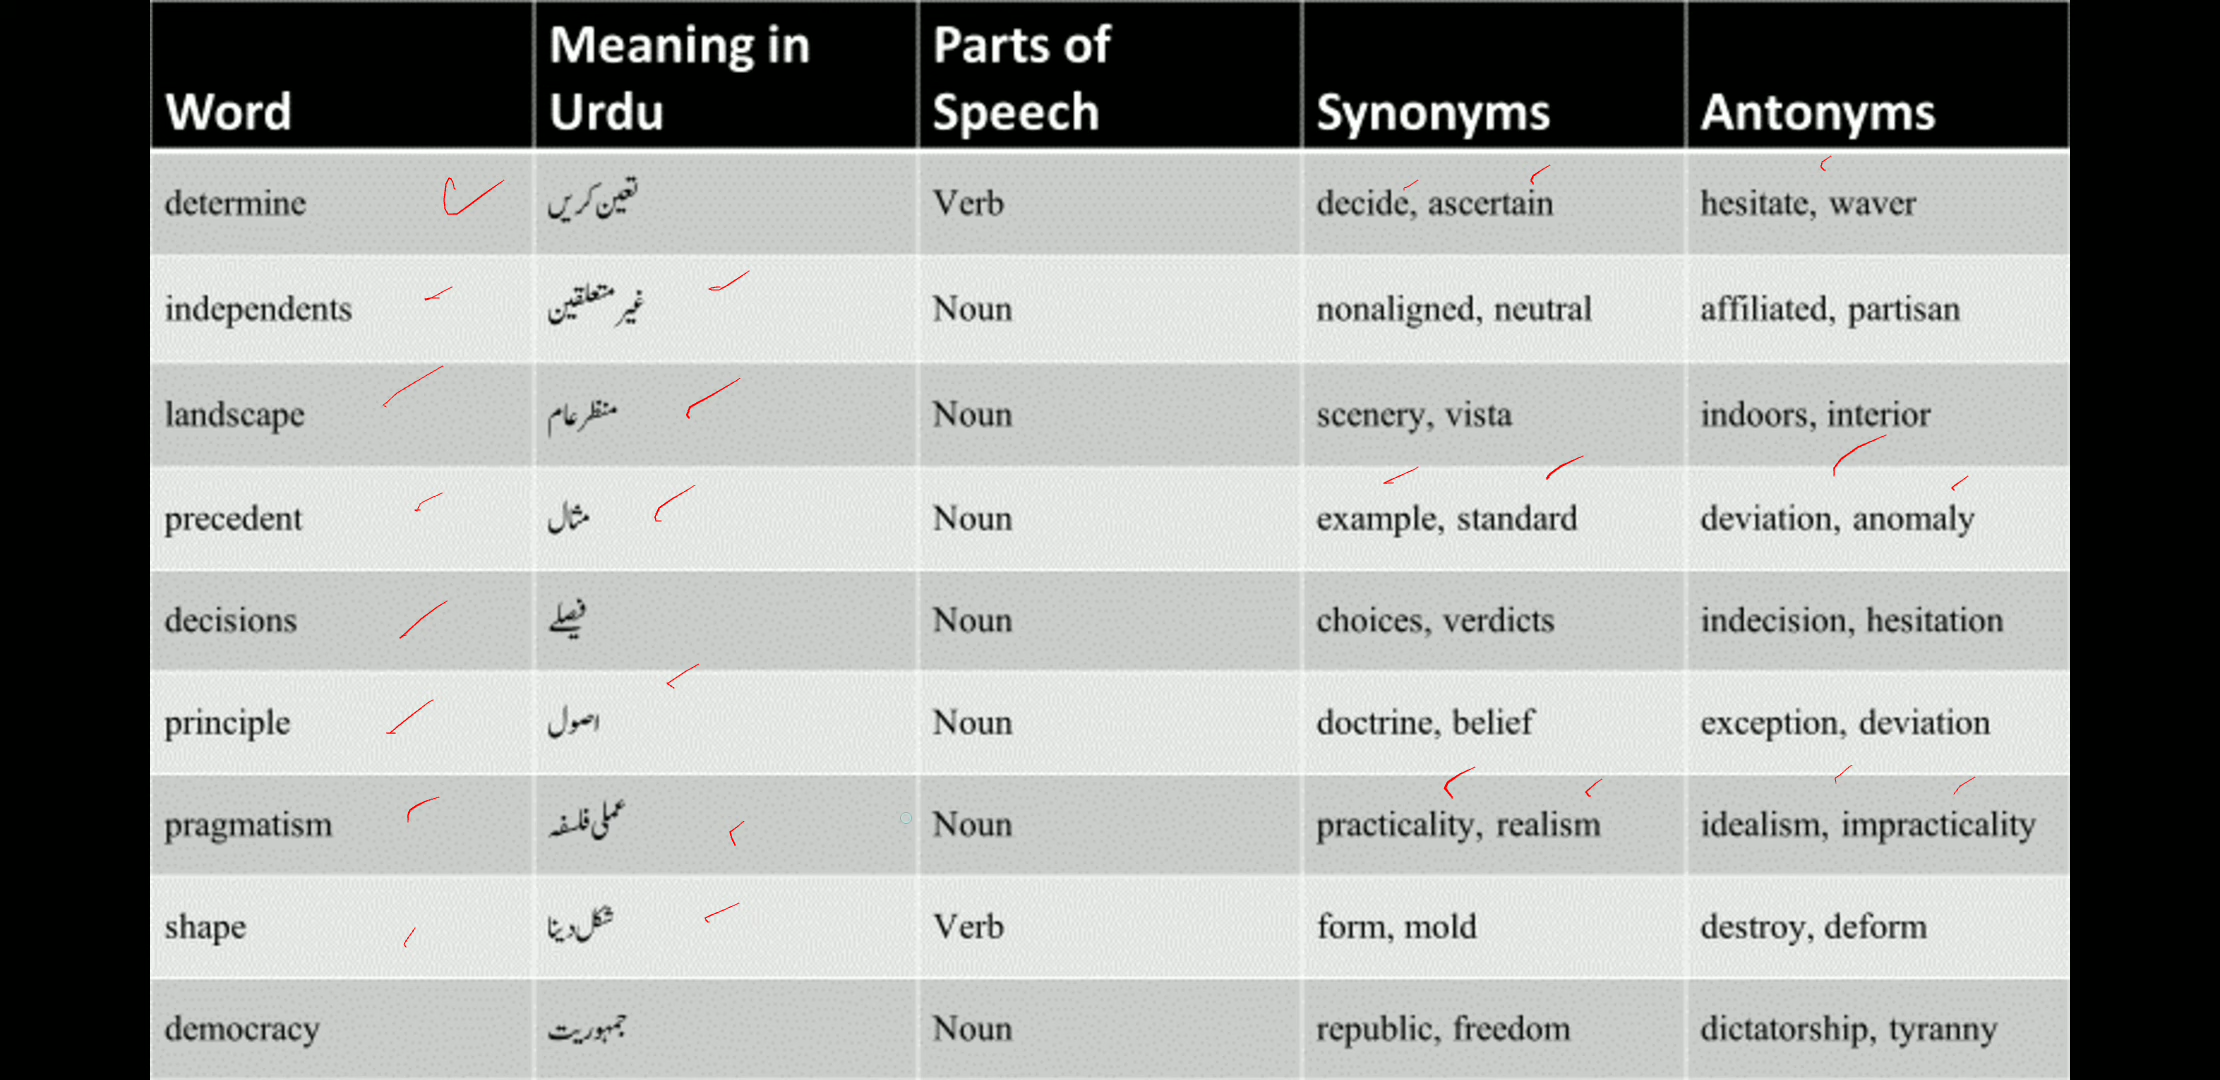 Word Meaning in Urdu Parts of Speech Synonyms Antonyms
determine تعین کریں Verb decide, ascertain hesitate, waver
independents غیر متعلقین Noun nonaligned, neutral affiliated, partisan
landscape منظر عام Noun scenery, vista indoors, interior
precedent مثال Noun example, standard deviation, anomaly
decisions فیصلے Noun choices, verdicts indecision, hesitation
principle اصول Noun doctrine, belief exception, deviation
pragmatism عملی فلسفہ Noun practicality, realism idealism, impracticality
shape شکل دینا Verb form, mold destroy, deform
democracy جمہوریت Noun republic, freedom dictatorship, tyranny